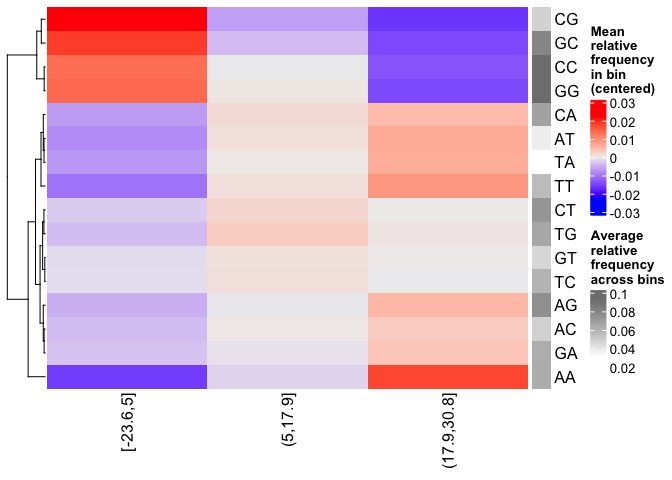 CG
GC
CC
GG
CA
AT
TA
TT
CT
TG
GT
TC
AG
AC
GA
AA
[-23.6,5]
(5,17.9]
(17.9,30.8]
Mean
relative
frequency
in bin
(centered)
0.03
0.02
0.01
0
-0.01
-0.02
-0.03
Average
relative
frequency
across bins
0.1
0.08
0.06
0.04
0.02